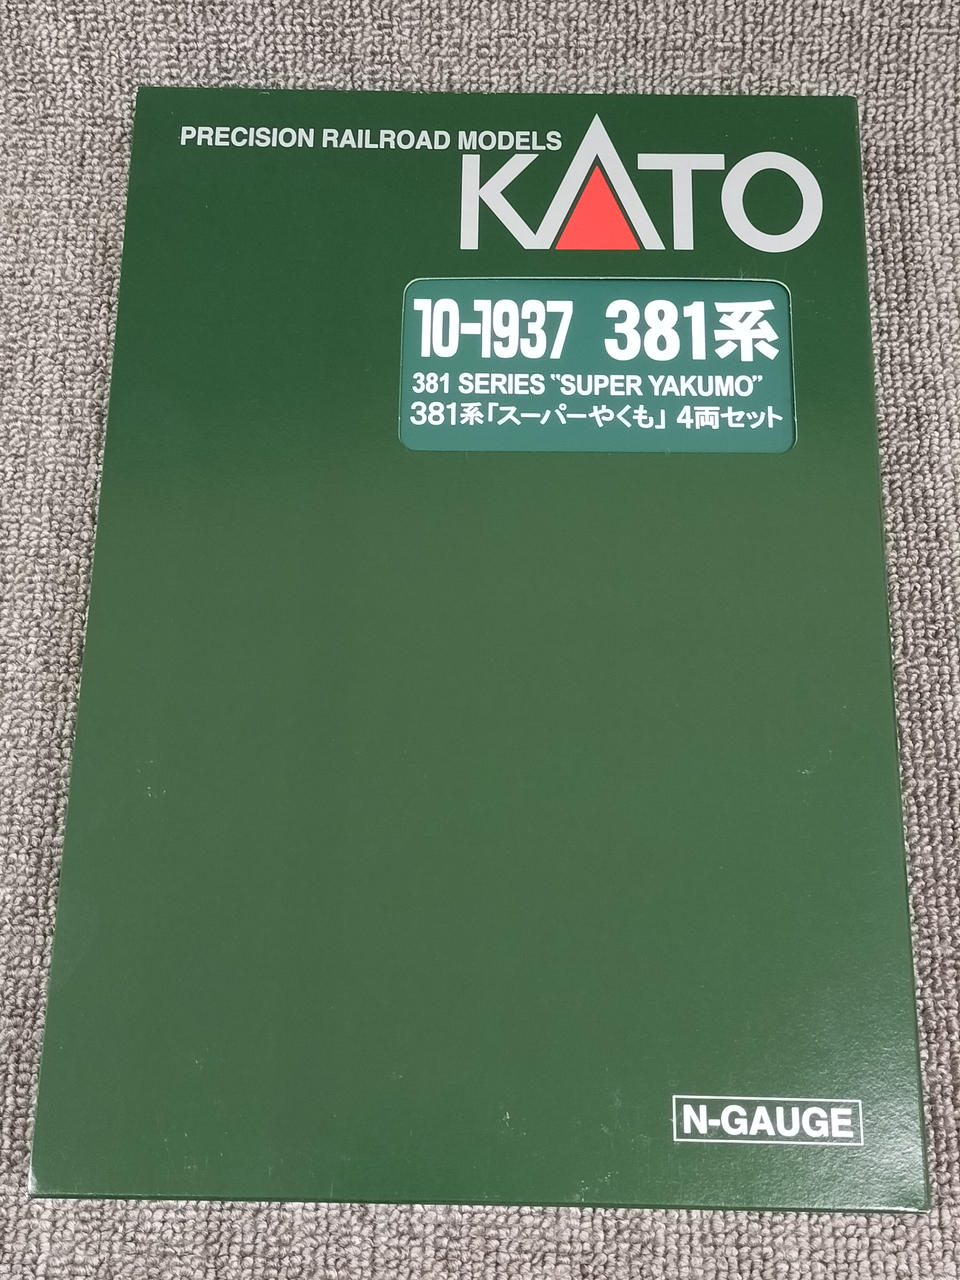 PRECISION RAILROAD MODELS
KATO
10-1937 381系
381 SERIES "SUPER YAKUMO"
381系「スーパーやくも」 4両セット
N-GAUGE